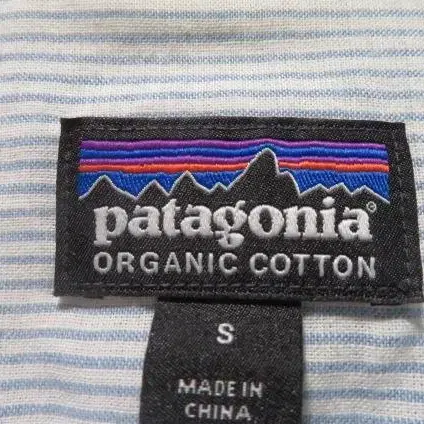 patagonia®
ORGANIC COTTON
S
MADE IN
CHINA